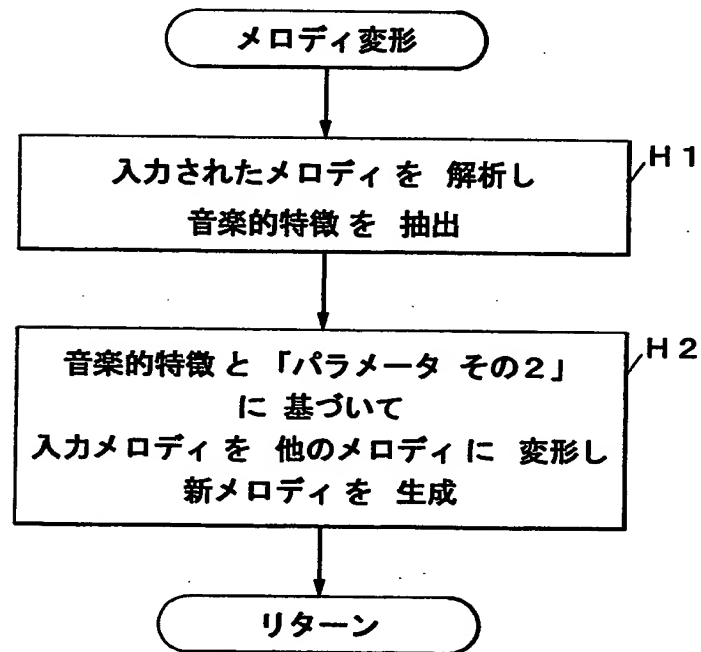 メロディ変形
入力されたメロディを 解析し
音楽的特徴を 抽出
H1
音楽的特徴と「パラメータ その2」
に 基づいて
入力メロディを 他のメロディに 変形し
新メロディを 生成
H2
リターン